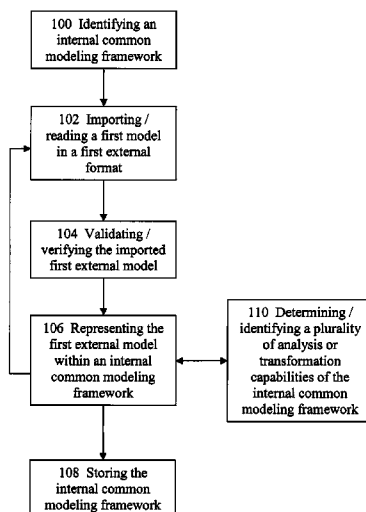 100 Identifying an
internal common
modeling framework
102 Importing /
reading a first model
in a first external
format
104 Validating /
verifying the imported
first external model
106 Representing the
first external model
within an internal
common modeling
framework
110 Determining /
identifying a plurality
of analysis or
transformation
capabilities of the
internal common
modeling framework
108 Storing the
internal common
modeling framework